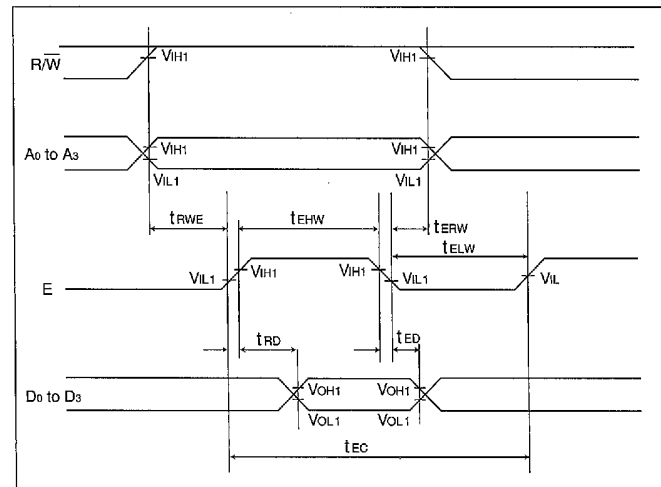 R/W̅ VIH1 VIH1
A0 to A3 VIH1 VIH1
VIL1 VIL1
tRWE tEHW tERW
tELW
E VIL1 VIH1 VIH1 VIL1 VIL
tRD tED
D0 to D3 VOH1 VOH1
VOL1 VOL1
tEC